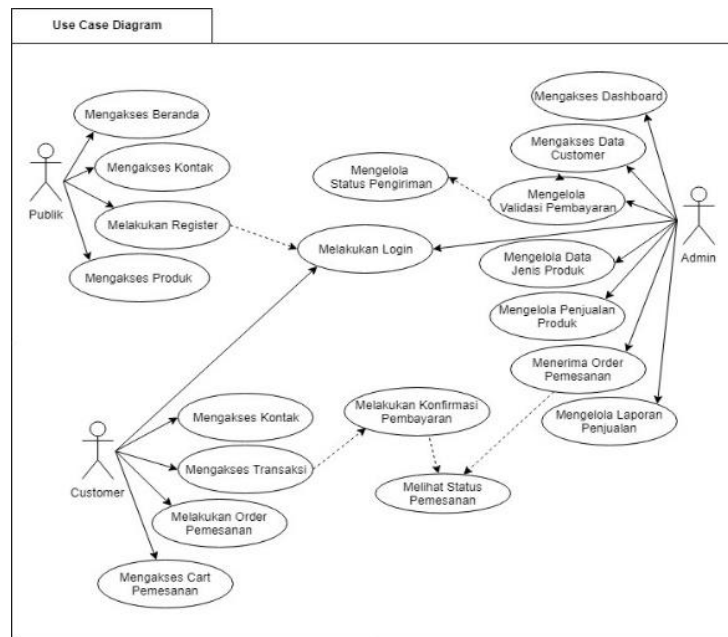 Use Case Diagram
Mengakses Beranda
Mengakses Kontak
Publik
Melakukan Register
Mengakses Produk
Mengakses Dashboard
Mengakses Data
Customer
Mengelola
Status Pengiriman
Mengelola
Validasi Pembayaran
Melakukan Login
Admin
Mengelola Data
Jenis Produk
Mengelola Penjualan
Produk
Menerima Order
Pemesanan
Mengelola Laporan
Penjualan
Mengakses Kontak
Melakukan Konfirmasi
Pembayaran
Customer
Mengakses Transaksi
Melihat Status
Pemesanan
Melakukan Order
Pemesanan
Mengakses Cart
Pemesanan